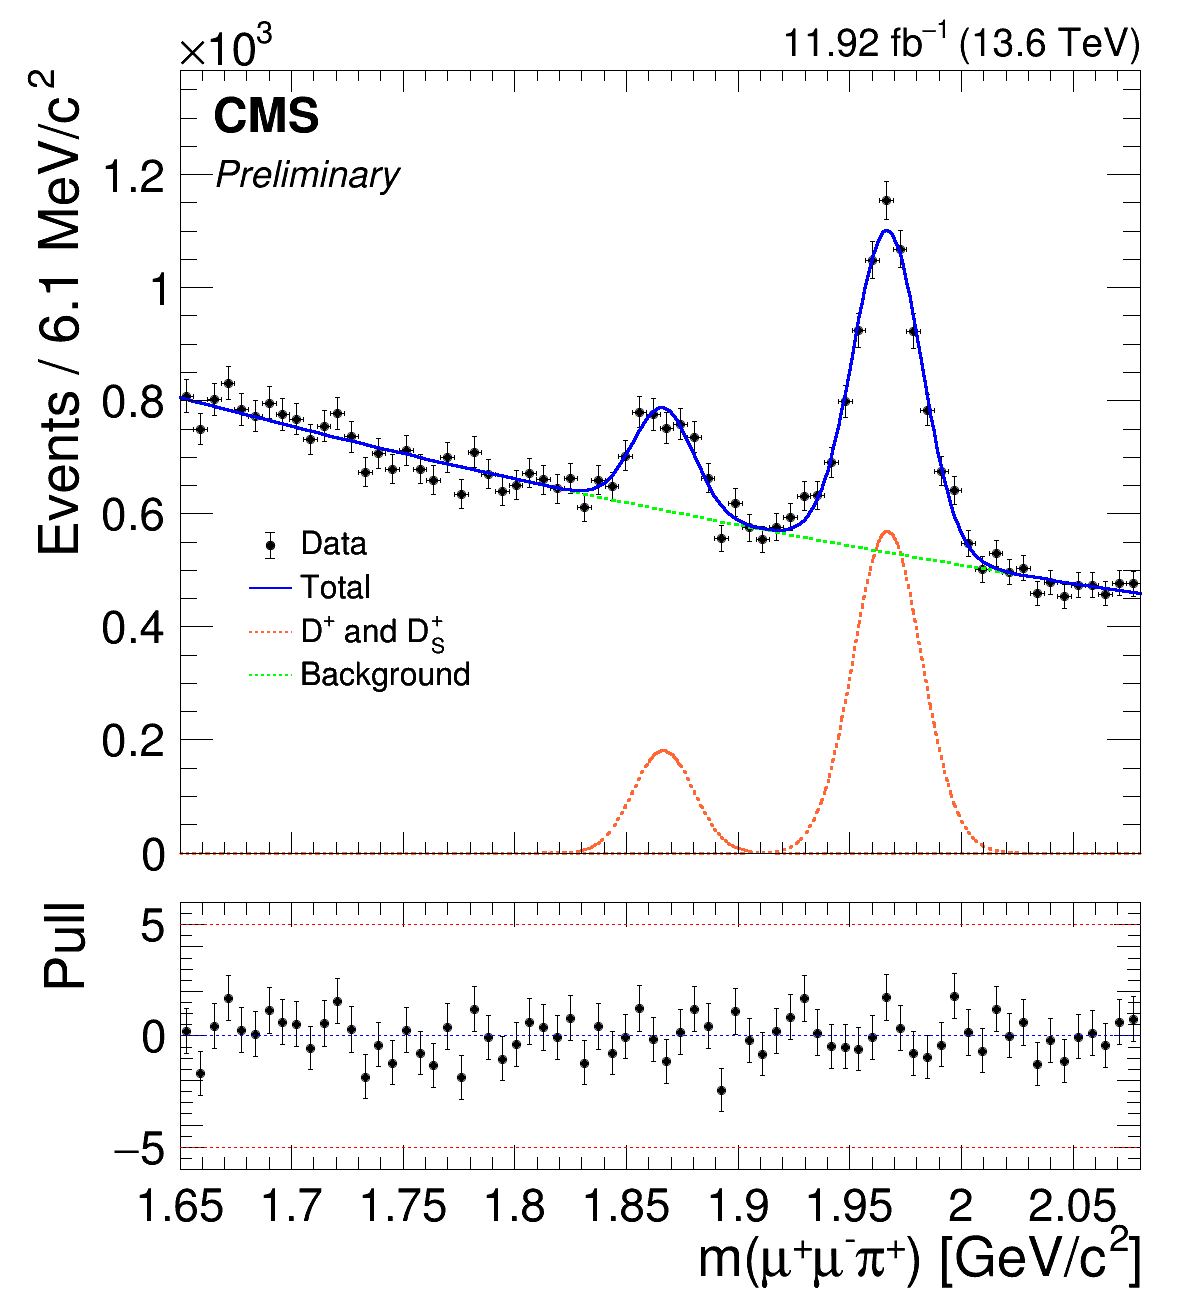 ×10³
11.92 fb⁻¹ (13.6 TeV)
CMS
Preliminary
Events / 6.1 MeV/c²
1.2
1
0.8
0.6
0.4
0.2
0
Data
Total
D⁺ and D_S⁺
Background
Pull
5
0
−5
1.65 1.7 1.75 1.8 1.85 1.9 1.95 2 2.05
m(μ⁺μ⁻π⁺) [GeV/c²]